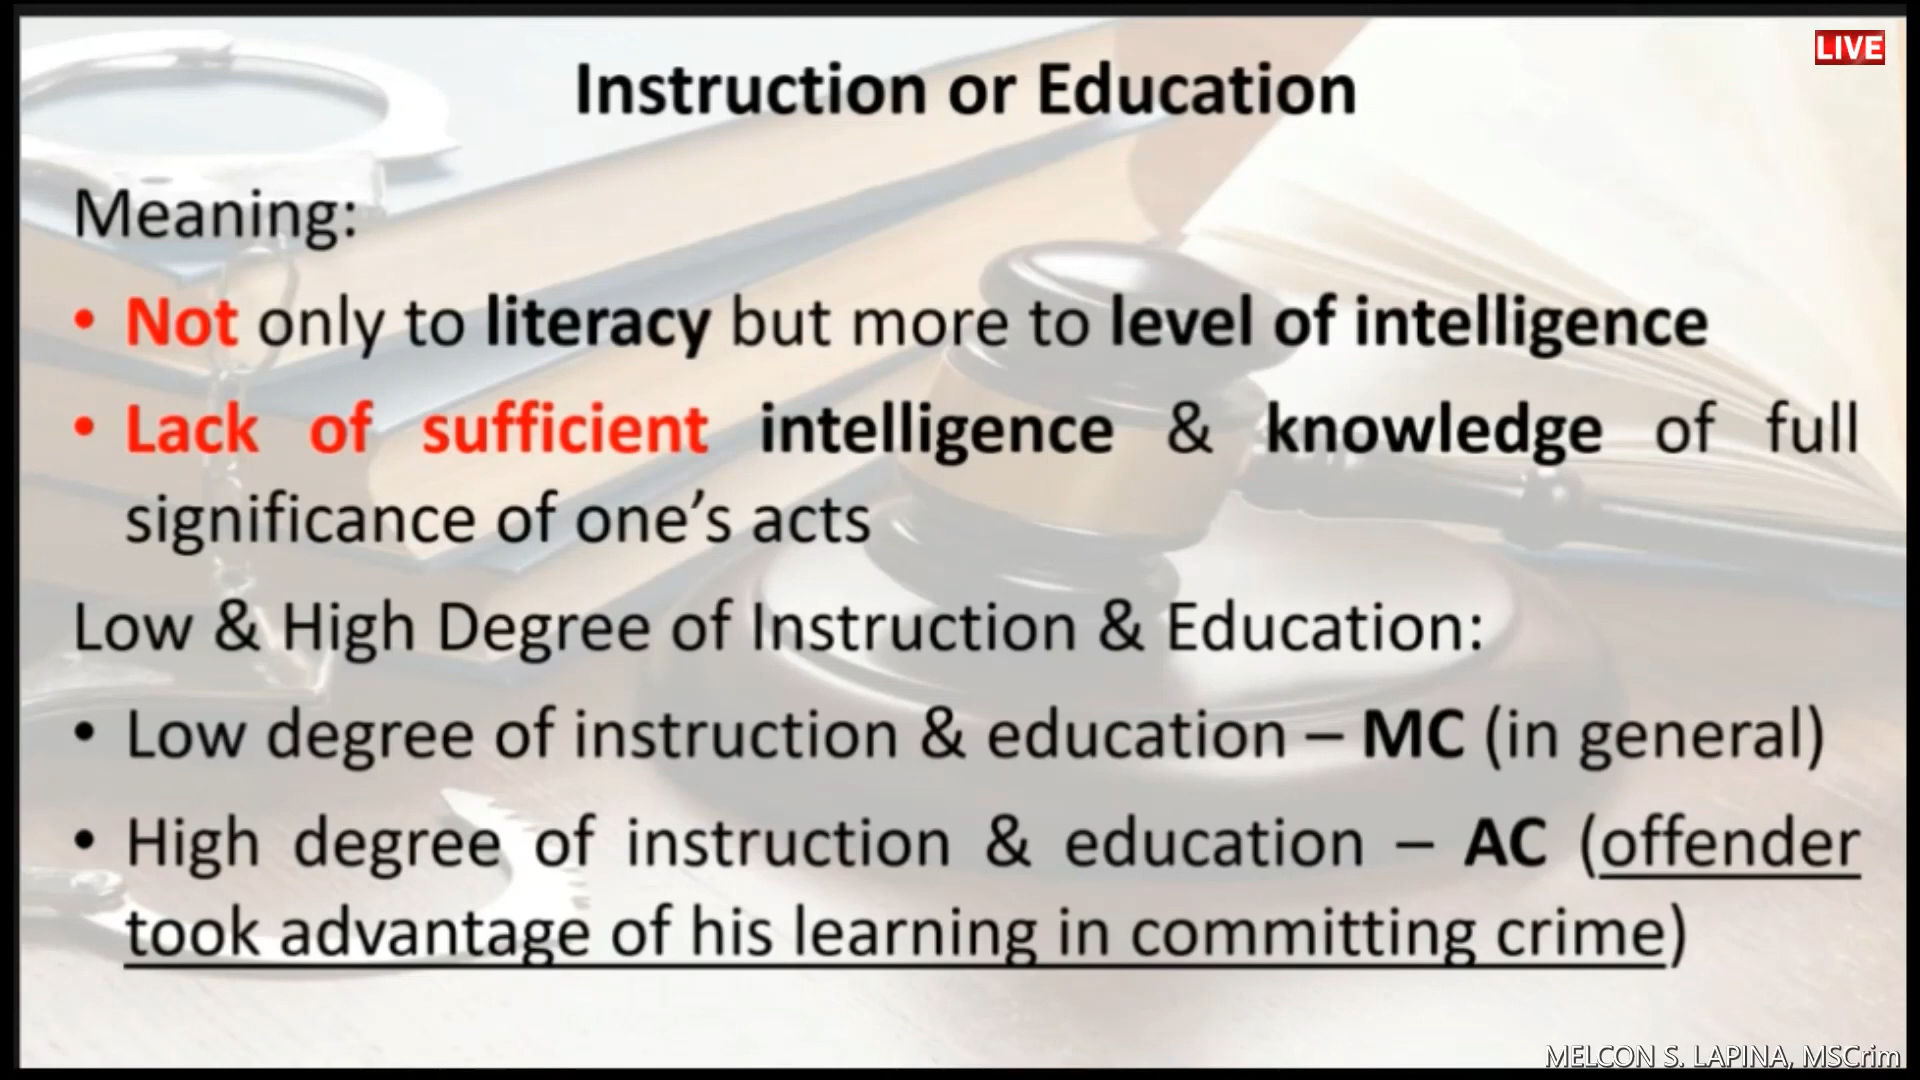 LIVE
Instruction or Education
Meaning:
• Not only to literacy but more to level of intelligence
• Lack of sufficient intelligence & knowledge of full
significance of one’s acts
Low & High Degree of Instruction & Education:
• Low degree of instruction & education – MC (in general)
• High degree of instruction & education – AC (offender
took advantage of his learning in committing crime)
MELCON S. LAPINA, MSCrim